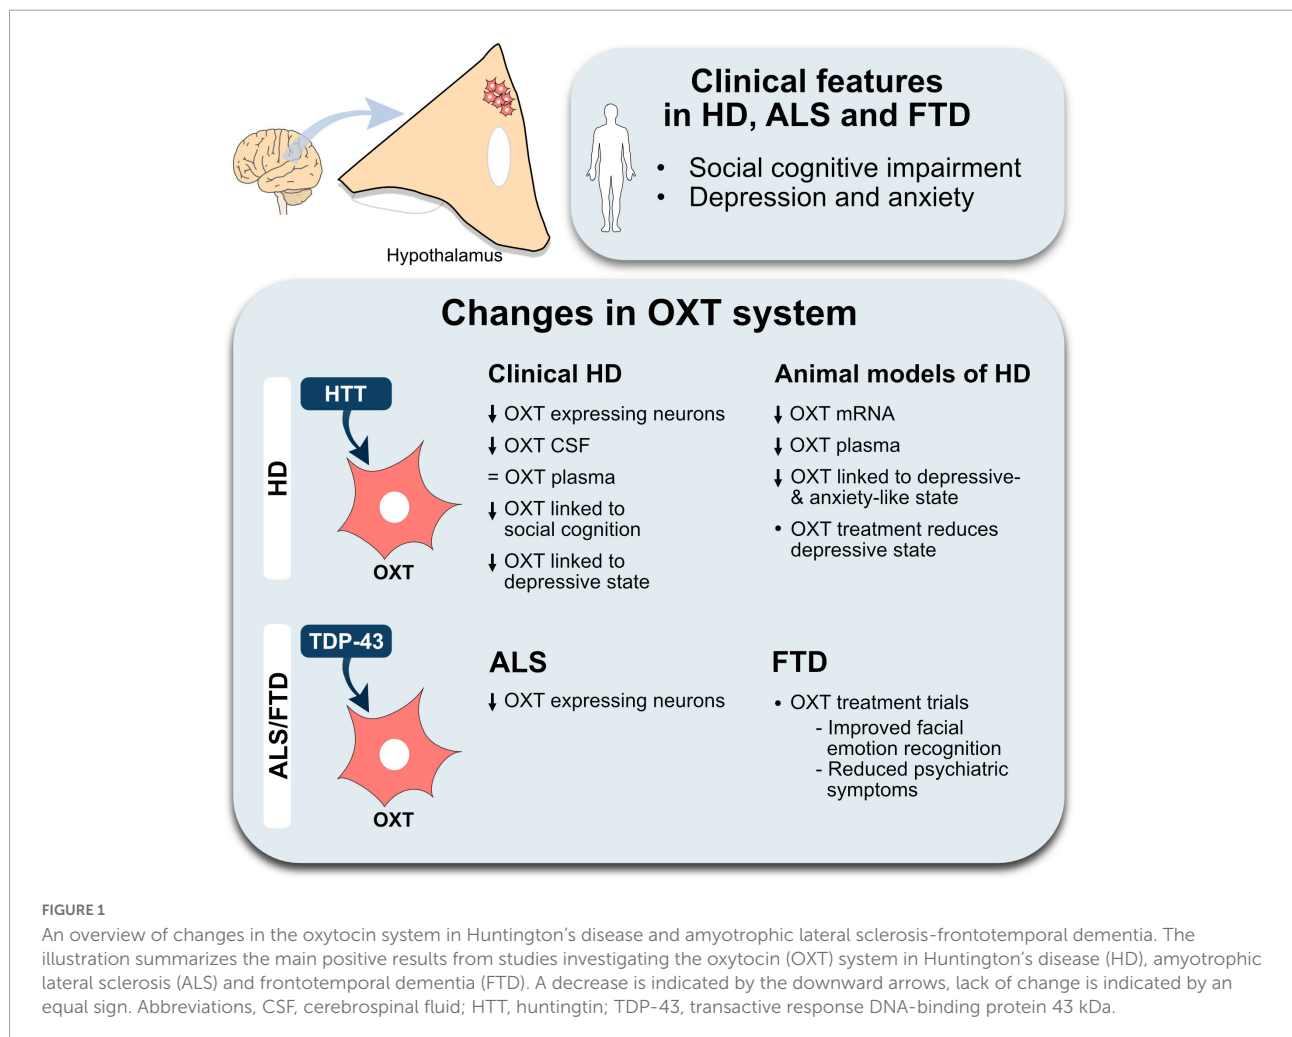 Hypothalamus
Clinical features
in HD, ALS and FTD
• Social cognitive impairment
• Depression and anxiety
Changes in OXT system
HD
HTT
OXT
Clinical HD
↓ OXT expressing neurons
↓ OXT CSF
= OXT plasma
↓ OXT linked to
social cognition
↓ OXT linked to
depressive state
Animal models of HD
↓ OXT mRNA
↓ OXT plasma
↓ OXT linked to depressive-
& anxiety-like state
• OXT treatment reduces
depressive state
ALS/FTD
TDP-43
OXT
ALS
↓ OXT expressing neurons
FTD
• OXT treatment trials
- Improved facial
emotion recognition
- Reduced psychiatric
symptoms
FIGURE 1
An overview of changes in the oxytocin system in Huntington’s disease and amyotrophic lateral sclerosis-frontotemporal dementia. The
illustration summarizes the main positive results from studies investigating the oxytocin (OXT) system in Huntington’s disease (HD), amyotrophic
lateral sclerosis (ALS) and frontotemporal dementia (FTD). A decrease is indicated by the downward arrows, lack of change is indicated by an
equal sign. Abbreviations, CSF, cerebrospinal fluid; HTT, huntingtin; TDP-43, transactive response DNA-binding protein 43 kDa.